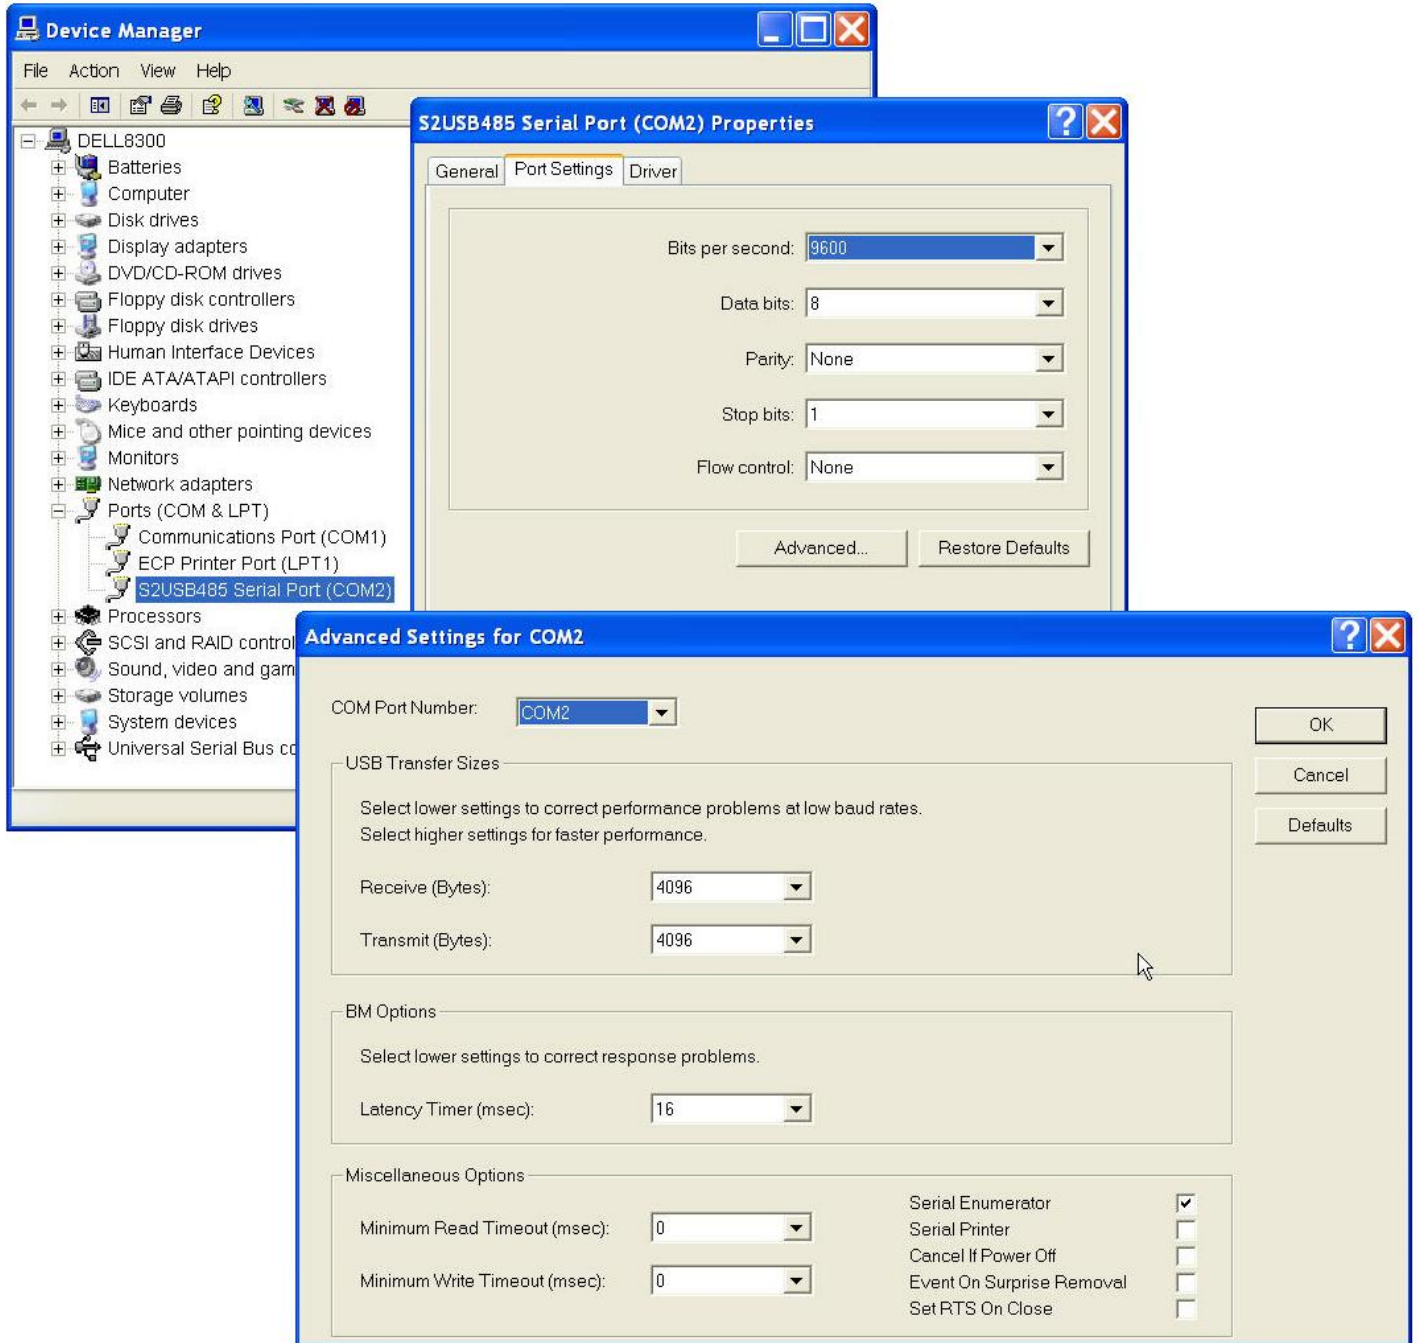 Device Manager
File Action View Help
DELL8300
Batteries
Computer
Disk drives
Display adapters
DVD/CD-ROM drives
Floppy disk controllers
Floppy disk drives
Human Interface Devices
IDE ATA/ATAPI controllers
Keyboards
Mice and other pointing devices
Monitors
Network adapters
Ports (COM & LPT)
Communications Port (COM1)
ECP Printer Port (LPT1)
S2USB485 Serial Port (COM2)
Processors
SCSI and RAID control
Sound, video and gam
Storage volumes
System devices
Universal Serial Bus co
S2USB485 Serial Port (COM2) Properties
General Port Settings Driver
Bits per second: 9600
Data bits: 8
Parity: None
Stop bits: 1
Flow control: None
Advanced... Restore Defaults
Advanced Settings for COM2
COM Port Number: COM2
OK
Cancel
Defaults
USB Transfer Sizes
Select lower settings to correct performance problems at low baud rates.
Select higher settings for faster performance.
Receive (Bytes): 4096
Transmit (Bytes): 4096
BM Options
Select lower settings to correct response problems.
Latency Timer (msec): 16
Miscellaneous Options
Minimum Read Timeout (msec): 0
Minimum Write Timeout (msec): 0
Serial Enumerator
Serial Printer
Cancel If Power Off
Event On Surprise Removal
Set RTS On Close